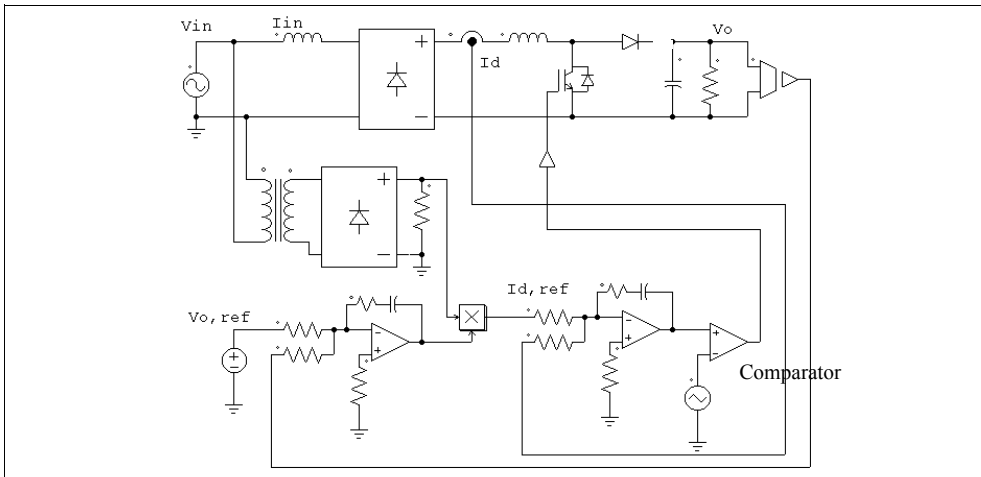 Vin
Iin
Id
Vo
Id,ref
Vo,ref
Comparator